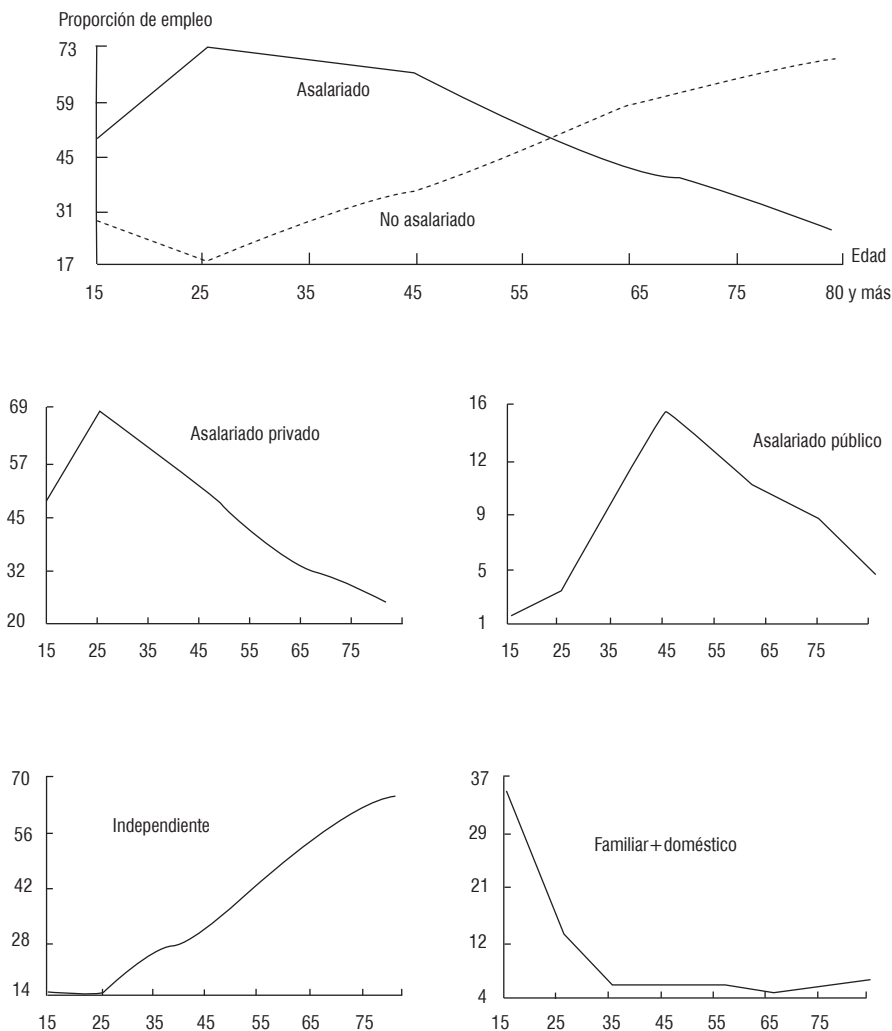 Proporción de empleo
73
59
45
31
17
Asalariado
No asalariado
Edad
15 25 35 45 55 65 75 80 y más
69
57
45
32
20
Asalariado privado
15 25 35 45 55 65 75
16
12
9
5
1
Asalariado público
15 25 35 45 55 65 75
70
56
42
28
14
Independiente
15 25 35 45 55 65 75
37
29
21
12
4
Familiar+doméstico
15 25 35 45 55 65 75